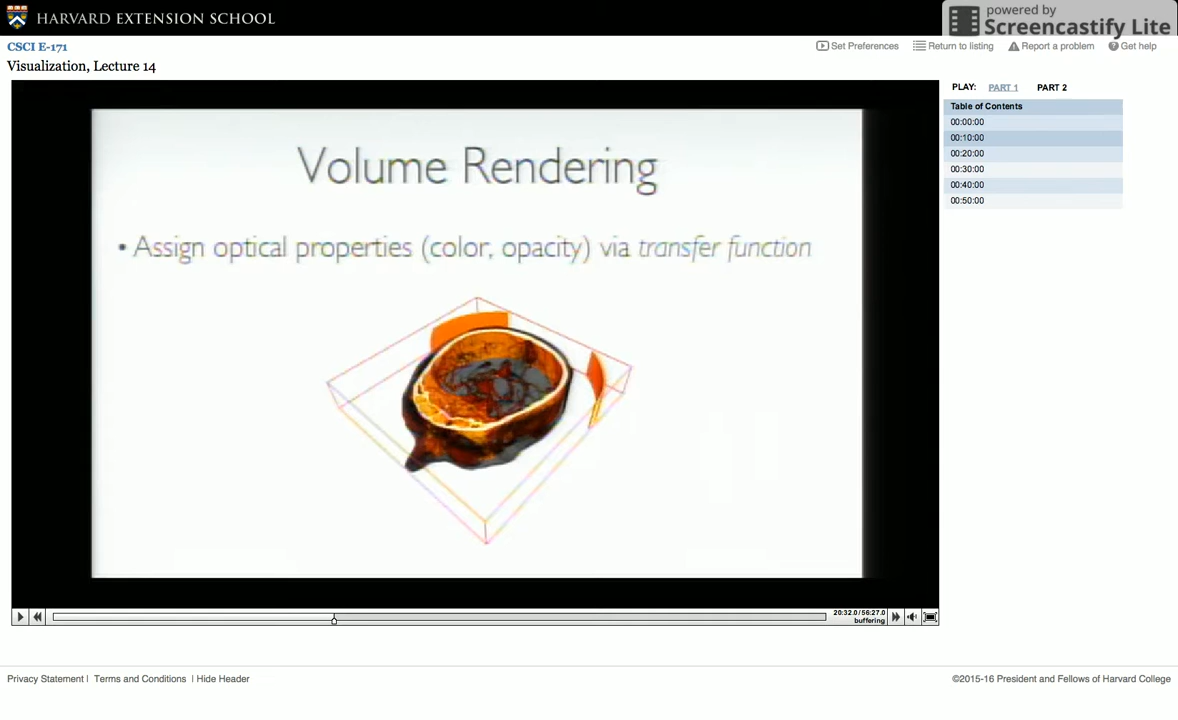 HARVARD EXTENSION SCHOOL
powered by
Screencastify Lite
CSCI E-171
Set Preferences Return to listing Report a problem Get help
Visualization, Lecture 14
PLAY: PART 1 PART 2
Table of Contents
00:00:00
00:10:00
00:20:00
00:30:00
00:40:00
00:50:00
Volume Rendering
• Assign optical properties (color, opacity) via transfer function
20:32.0/56:27.0
buffering
Privacy Statement | Terms and Conditions | Hide Header
©2015-16 President and Fellows of Harvard College